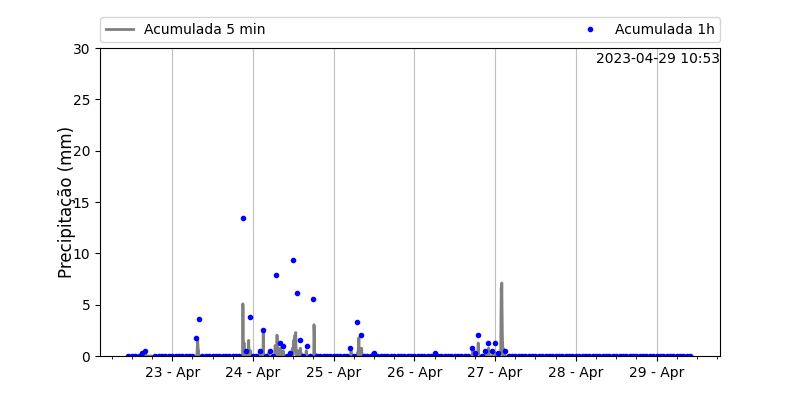 Acumulada 5 min Acumulada 1h
2023-04-29 10:53
Precipitação (mm)
30
25
20
15
10
5
0
23 - Apr 24 - Apr 25 - Apr 26 - Apr 27 - Apr 28 - Apr 29 - Apr